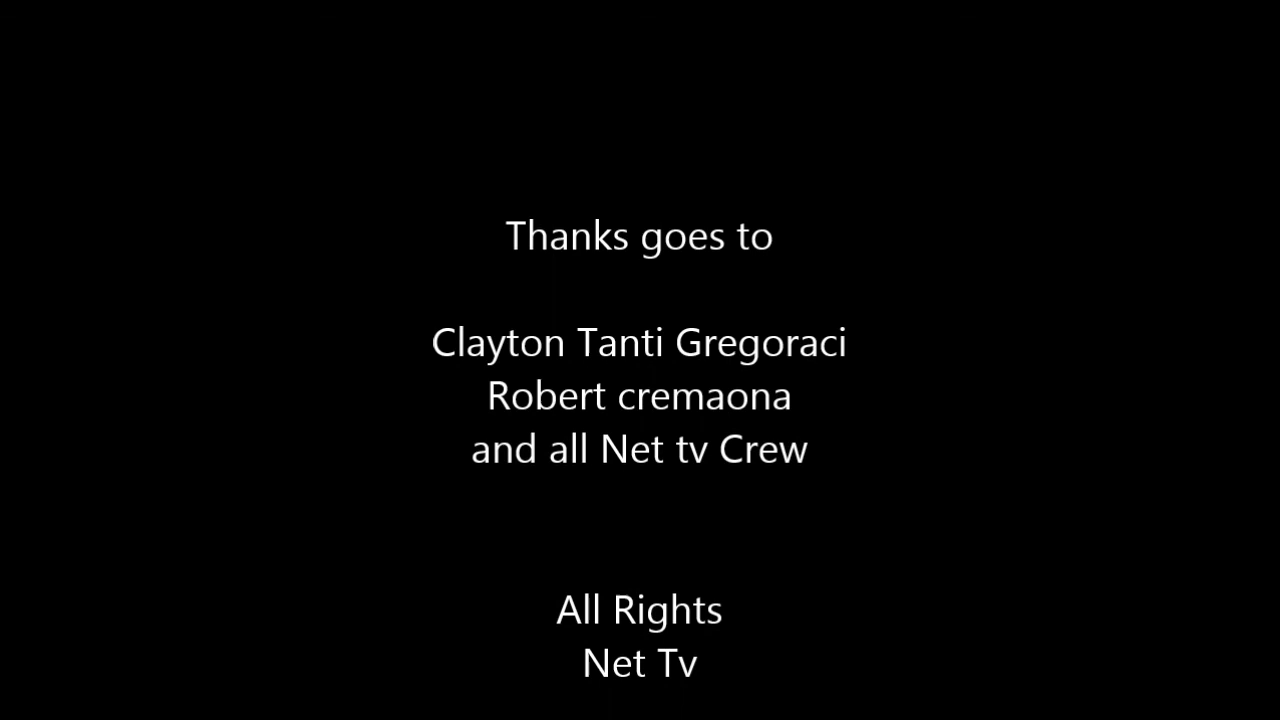 Thanks goes to
Clayton Tanti Gregoraci
Robert cremaona
and all Net tv Crew
All Rights
Net Tv